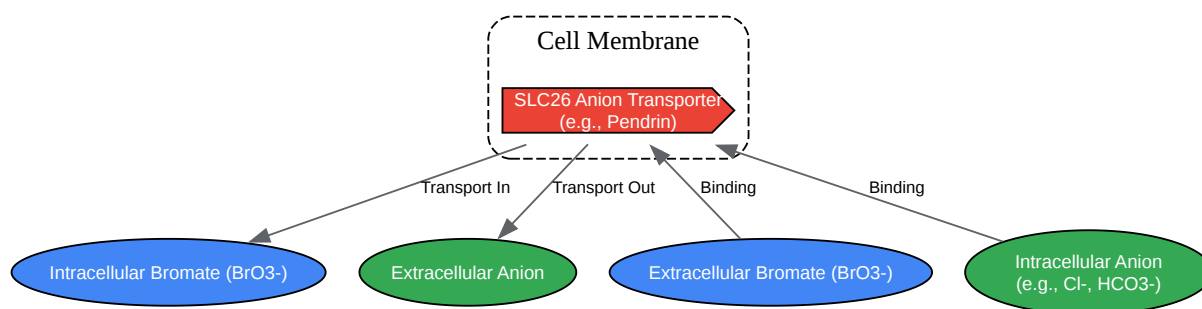 Cell Membrane
SLC26 Anion Transporter
(e.g., Pendrin)
Transport In
Transport Out
Binding
Binding
Intracellular Bromate (BrO3-)
Extracellular Anion
Extracellular Bromate (BrO3-)
Intracellular Anion
(e.g., Cl-, HCO3-)